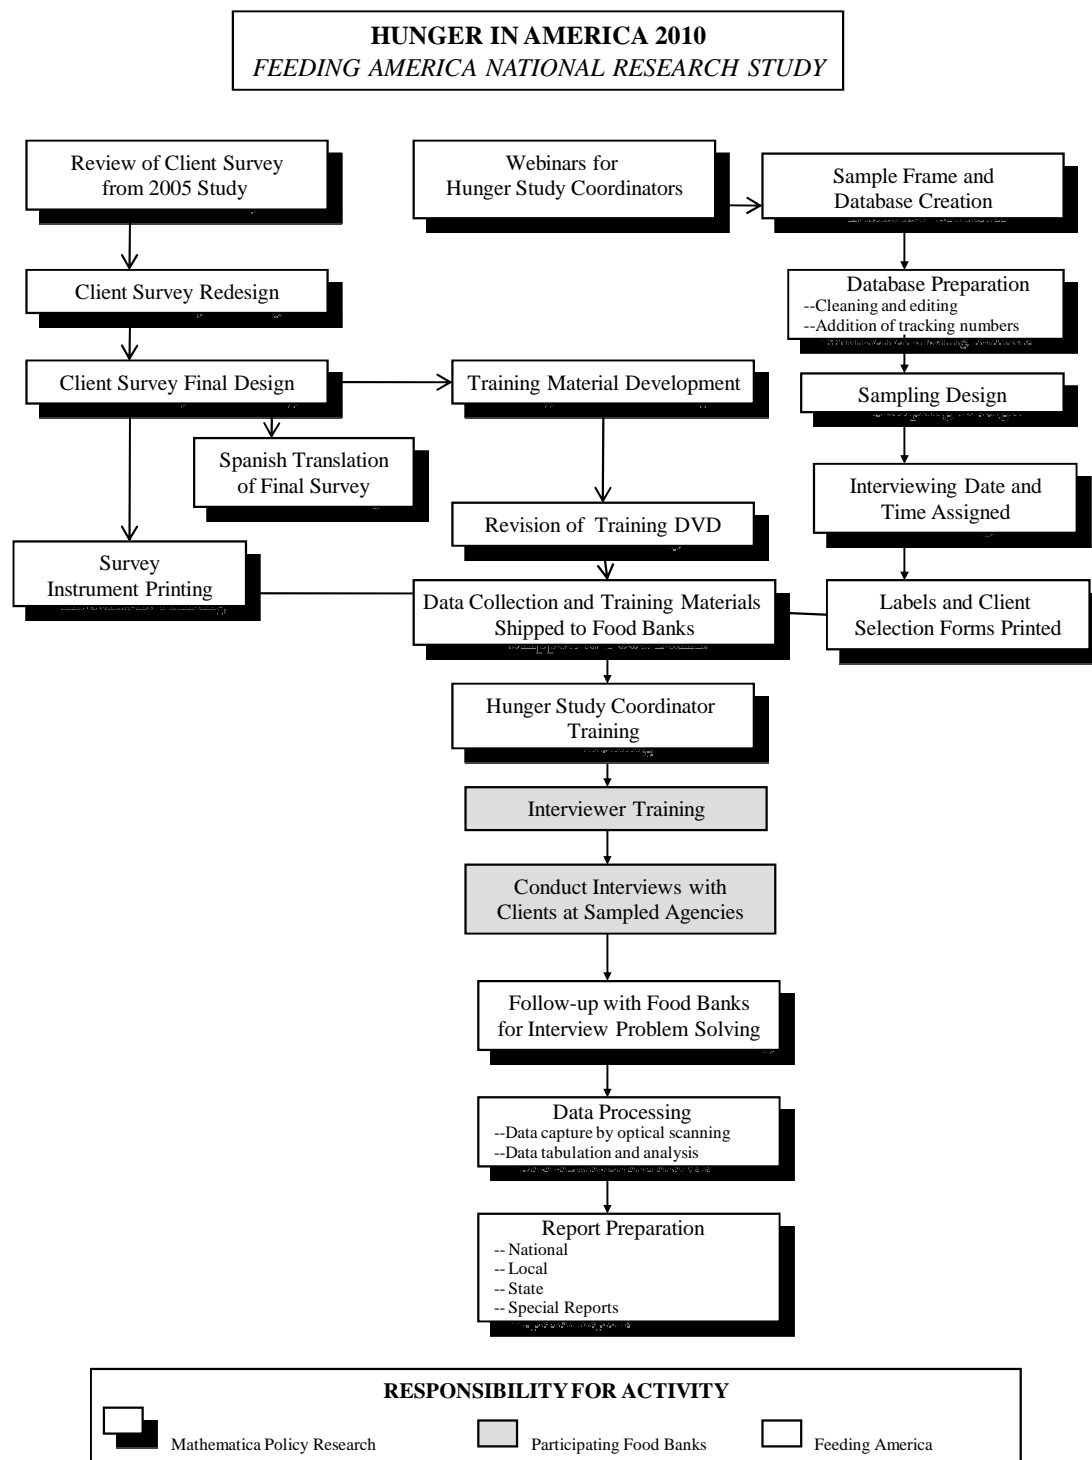 HUNGER IN AMERICA 2010
FEEDING AMERICA NATIONAL RESEARCH STUDY
Review of Client Survey
from 2005 Study
Webinars for
Hunger Study Coordinators
Sample Frame and
Database Creation
Client Survey Redesign
Database Preparation
--Cleaning and editing
--Addition of tracking numbers
Client Survey Final Design
Training Material Development
Sampling Design
Spanish Translation
of Final Survey
Interviewing Date and
Time Assigned
Revision of Training DVD
Survey
Instrument Printing
Data Collection and Training Materials
Shipped to Food Banks
Labels and Client
Selection Forms Printed
Hunger Study Coordinator
Training
Interviewer Training
Conduct Interviews with
Clients at Sampled Agencies
Follow-up with Food Banks
for Interview Problem Solving
Data Processing
--Data capture by optical scanning
--Data tabulation and analysis
Report Preparation
-- National
-- Local
-- State
-- Special Reports
RESPONSIBILITY FOR ACTIVITY
Mathematica Policy Research
Participating Food Banks
Feeding America